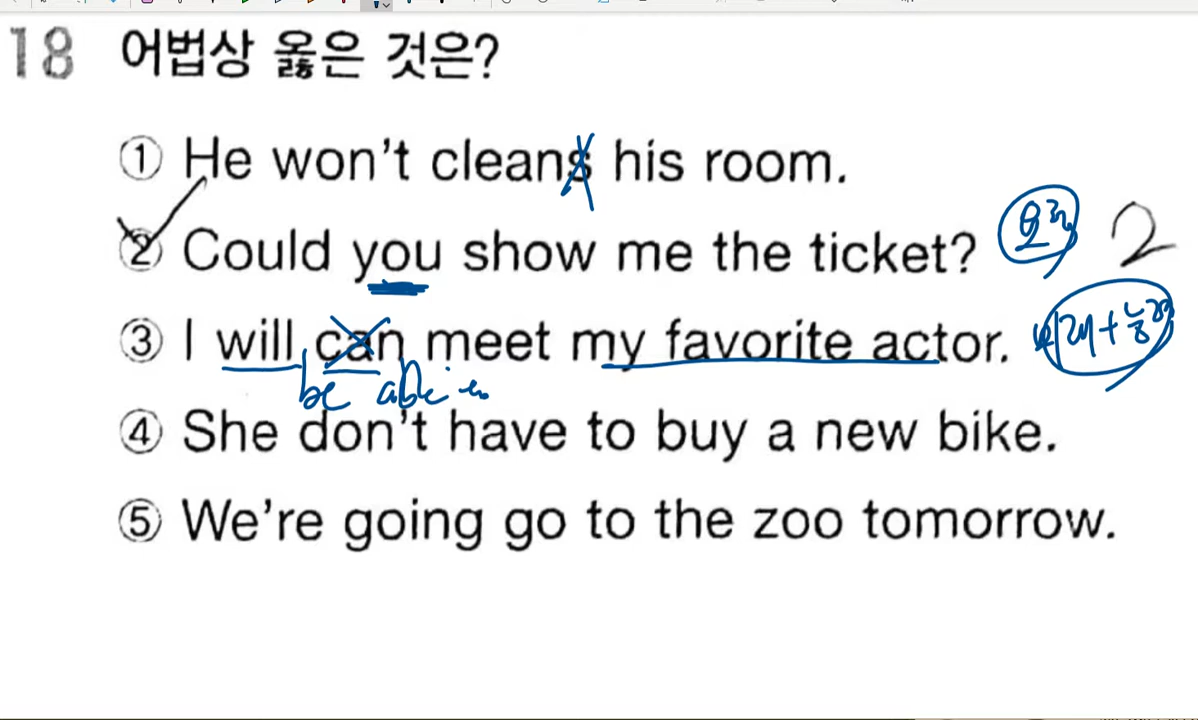 18 어법상 옳은 것은?
① He won't cleans his room.
② Could you show me the ticket? 요청 2
③ I will can meet my favorite actor. 미래+능력
be able to
④ She don't have to buy a new bike.
⑤ We're going go to the zoo tomorrow.